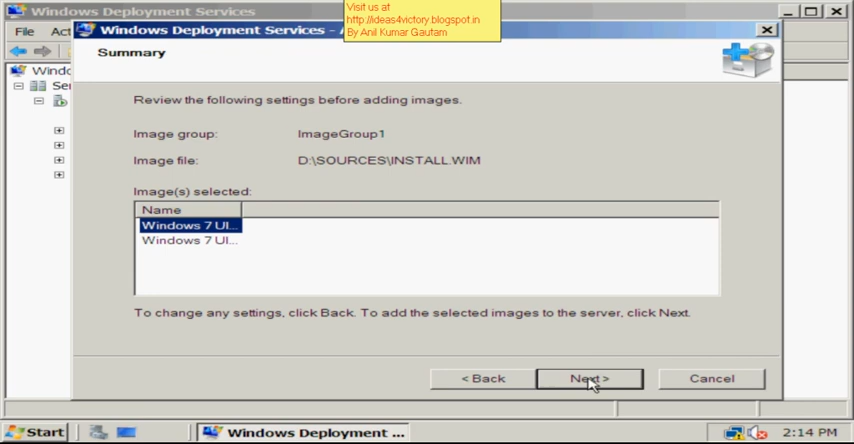 Windows Deployment Services
Visit us at
http://ideas4victory.blogspot.in
By Anil Kumar Gautam
File
Windows Deployment Services -
Summary
Review the following settings before adding images.
Image group: ImageGroup1
Image file: D:\SOURCES\INSTALL.WIM
Image(s) selected:
Name
Windows 7 Ul...
Windows 7 Ul...
To change any settings, click Back. To add the selected images to the server, click Next.
< Back Next > Cancel
Start Windows Deployment ... 2:14 PM